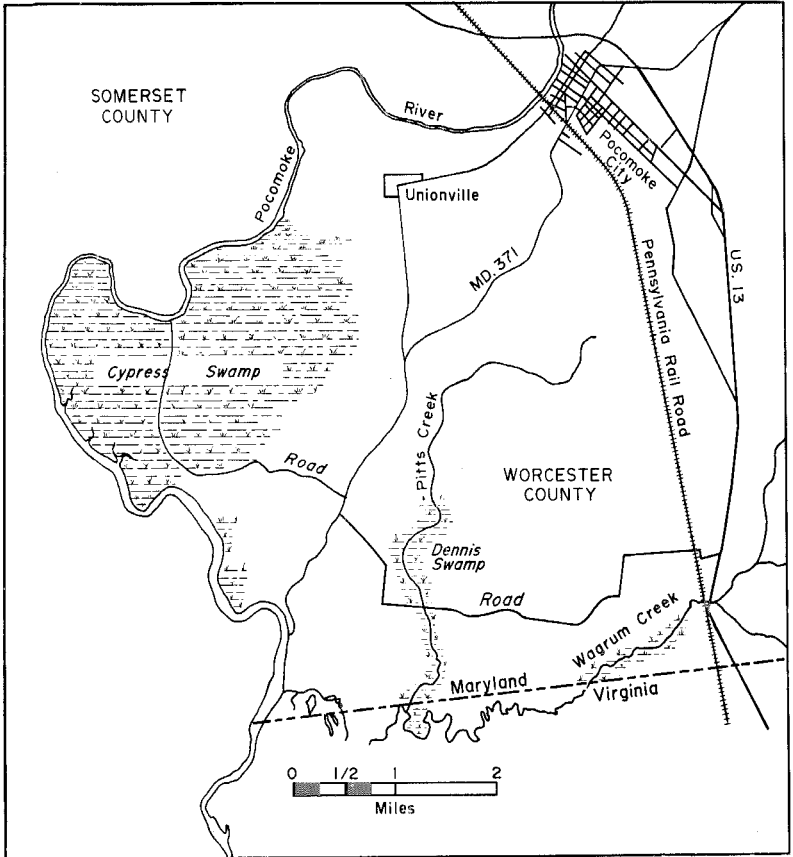 SOMERSET
COUNTY
River
Pocomoke
Unionville
Pocomoke
City
MD. 371
U.S. 13
Pennsylvania Rail Road
Cypress Swamp
Pitts Creek
Road
WORCESTER
COUNTY
Dennis
Swamp
Road
Wagrum Creek
Maryland
Virginia
0 1/2 1 2
Miles